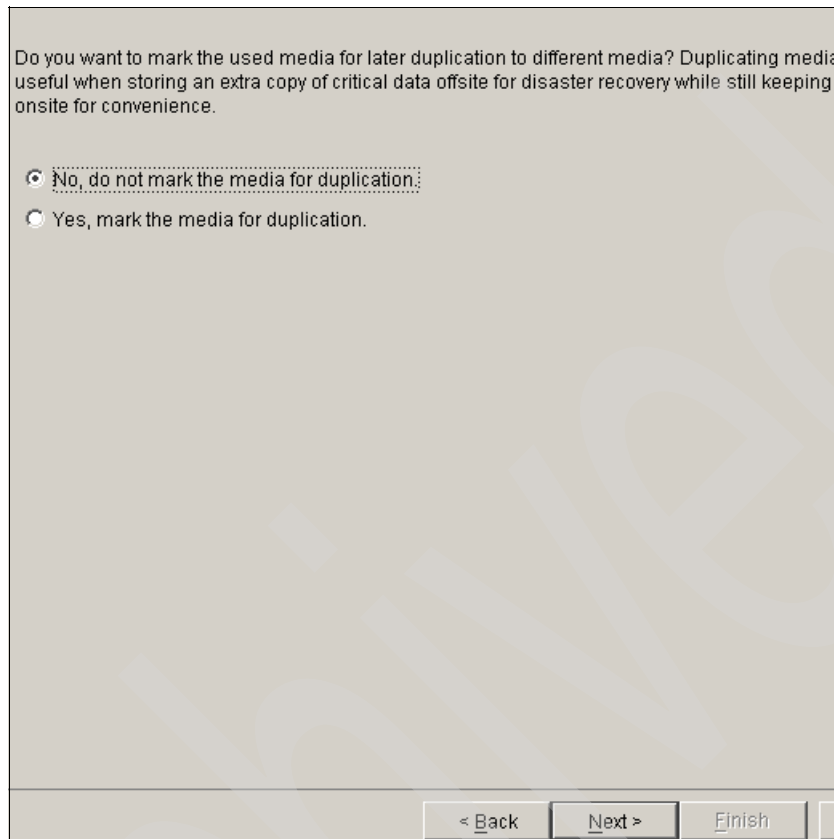 Do you want to mark the used media for later duplication to different media? Duplicating media
useful when storing an extra copy of critical data offsite for disaster recovery while still keeping
onsite for convenience.
No, do not mark the media for duplication.
Yes, mark the media for duplication.
< Back Next > Finish